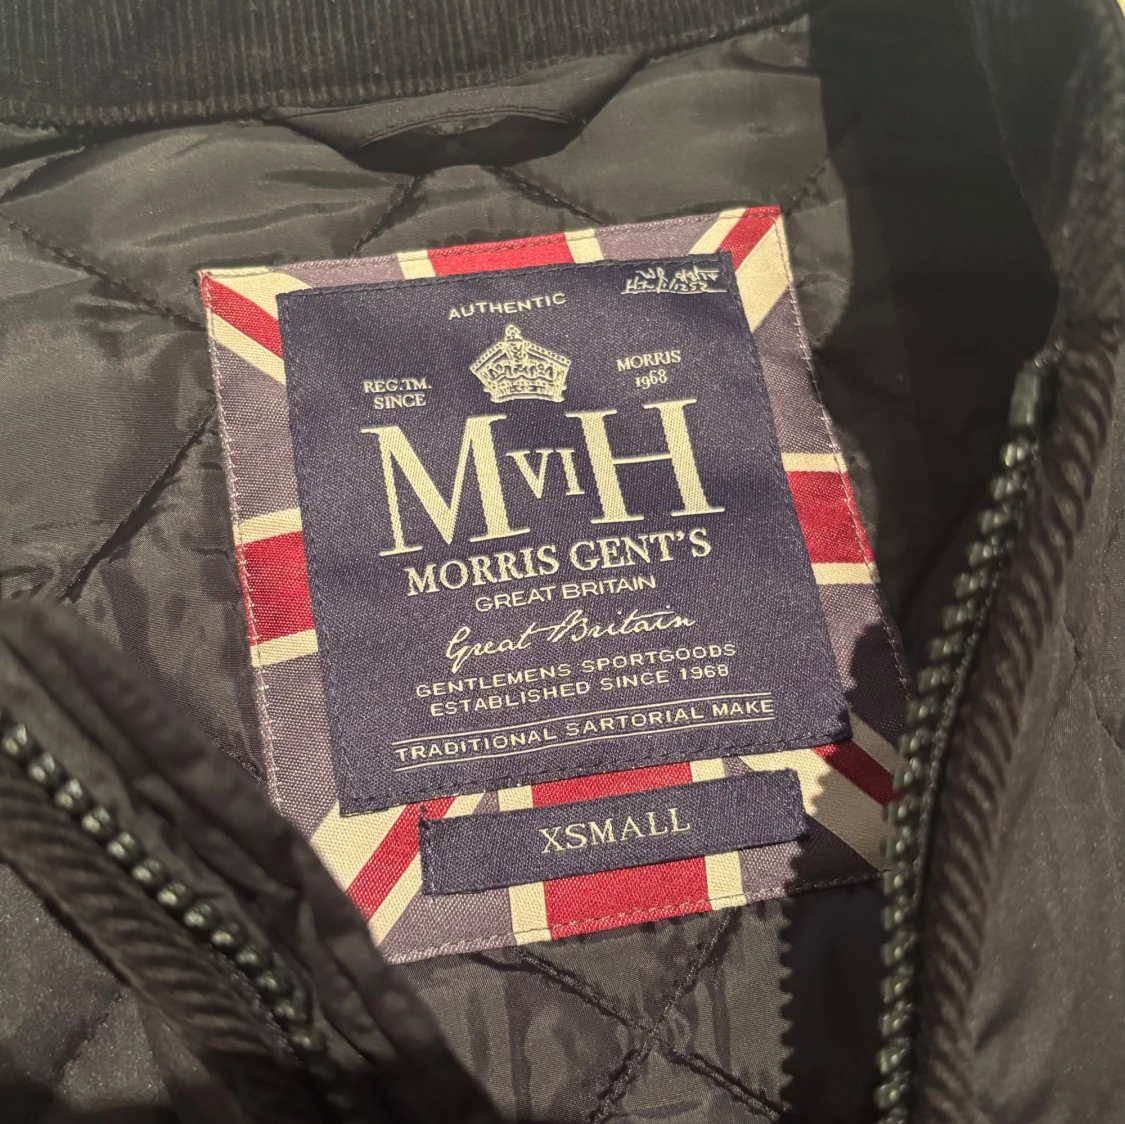 AUTHENTIC
REG.TM. SINCE
MORRIS 1968
M VI H
MORRIS GENT'S
GREAT BRITAIN
Great Britain
GENTLEMENS SPORTGOODS
ESTABLISHED SINCE 1968
TRADITIONAL SARTORIAL MAKE
XSMALL